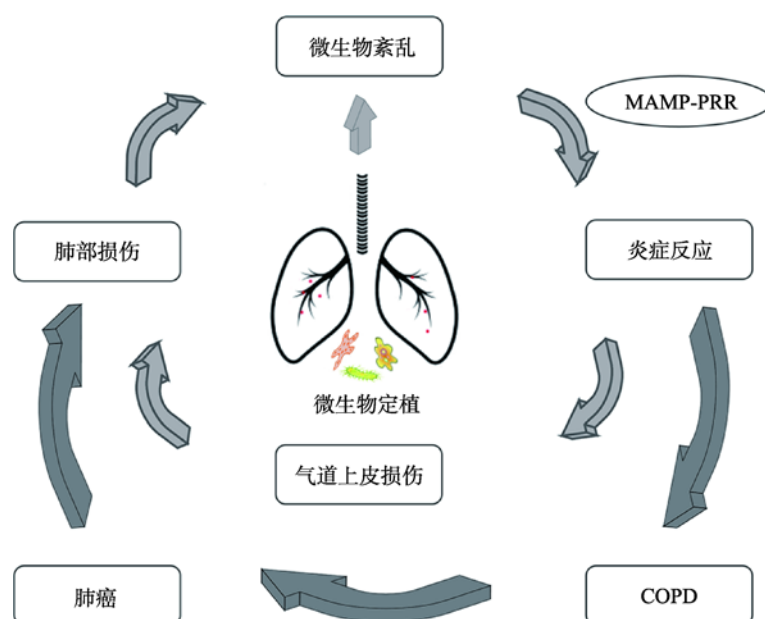 微生物紊乱
MAMP-PRR
肺部损伤
炎症反应
微生物定植
气道上皮损伤
肺癌
COPD